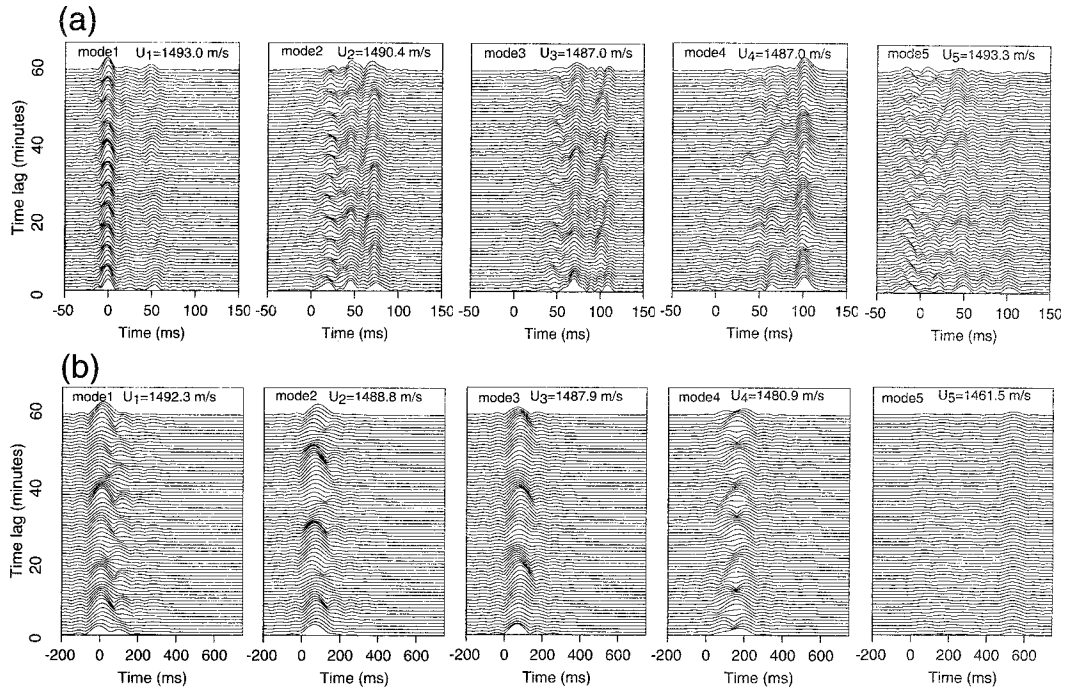 (a)
mode1 U1=1493.0 m/s
mode2 U2=1490.4 m/s
mode3 U3=1487.0 m/s
mode4 U4=1487.0 m/s
mode5 U5=1493.3 m/s
Time lag (minutes)
60
40
20
0
-50 0 50 100 150
-50 0 50 100 150
-50 0 50 100 150
-50 0 50 100 150
-50 0 50 100 150
Time (ms)
Time (ms)
Time (ms)
Time (ms)
Time (ms)
(b)
mode1 U1=1492.3 m/s
mode2 U2=1488.8 m/s
mode3 U3=1487.9 m/s
mode4 U4=1480.9 m/s
mode5 U5=1461.5 m/s
Time lag (minutes)
60
40
20
0
-200 0 200 400 600
-200 0 200 400 600
-200 0 200 400 600
-200 0 200 400 600
-200 0 200 400 600
Time (ms)
Time (ms)
Time (ms)
Time (ms)
Time (ms)